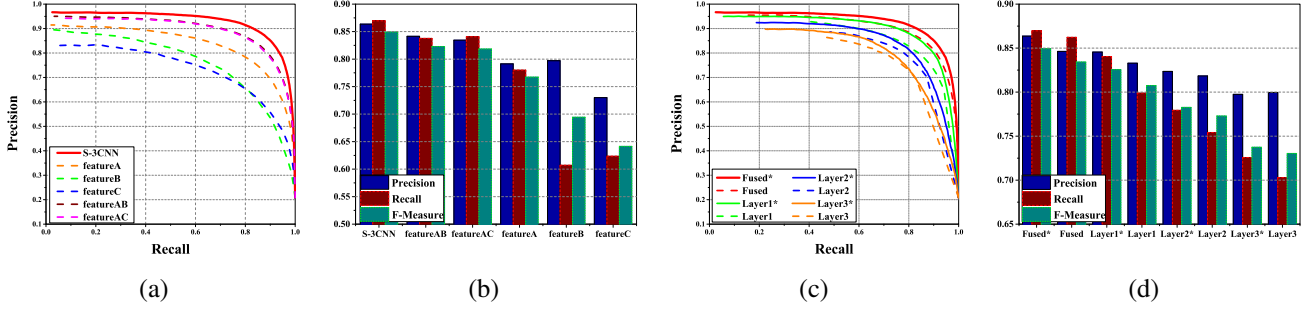 1.0
0.9
0.8
0.7
0.6
0.5
0.4
0.3
0.2
0.1
Precision
S-3CNN
featureA
featureB
featureC
featureAB
featureAC
0.0 0.2 0.4 0.6 0.8 1.0
Recall
(a)
0.90
0.85
0.80
0.75
0.70
0.65
0.60
0.55
0.50
Precision
Recall
F-Measure
S-3CNN featureAB featureAC featureA featureB featureC
(b)
1.0
0.9
0.8
0.7
0.6
0.5
0.4
0.3
0.2
0.1
Precision
Fused* Layer2*
Fused Layer2
Layer1* Layer3*
Layer1 Layer3
0.0 0.2 0.4 0.6 0.8 1.0
Recall
(c)
0.90
0.85
0.80
0.75
0.70
0.65
Precision
Recall
F-Measure
Fused* Fused Layer1* Layer1 Layer2* Layer2 Layer3* Layer3
(d)